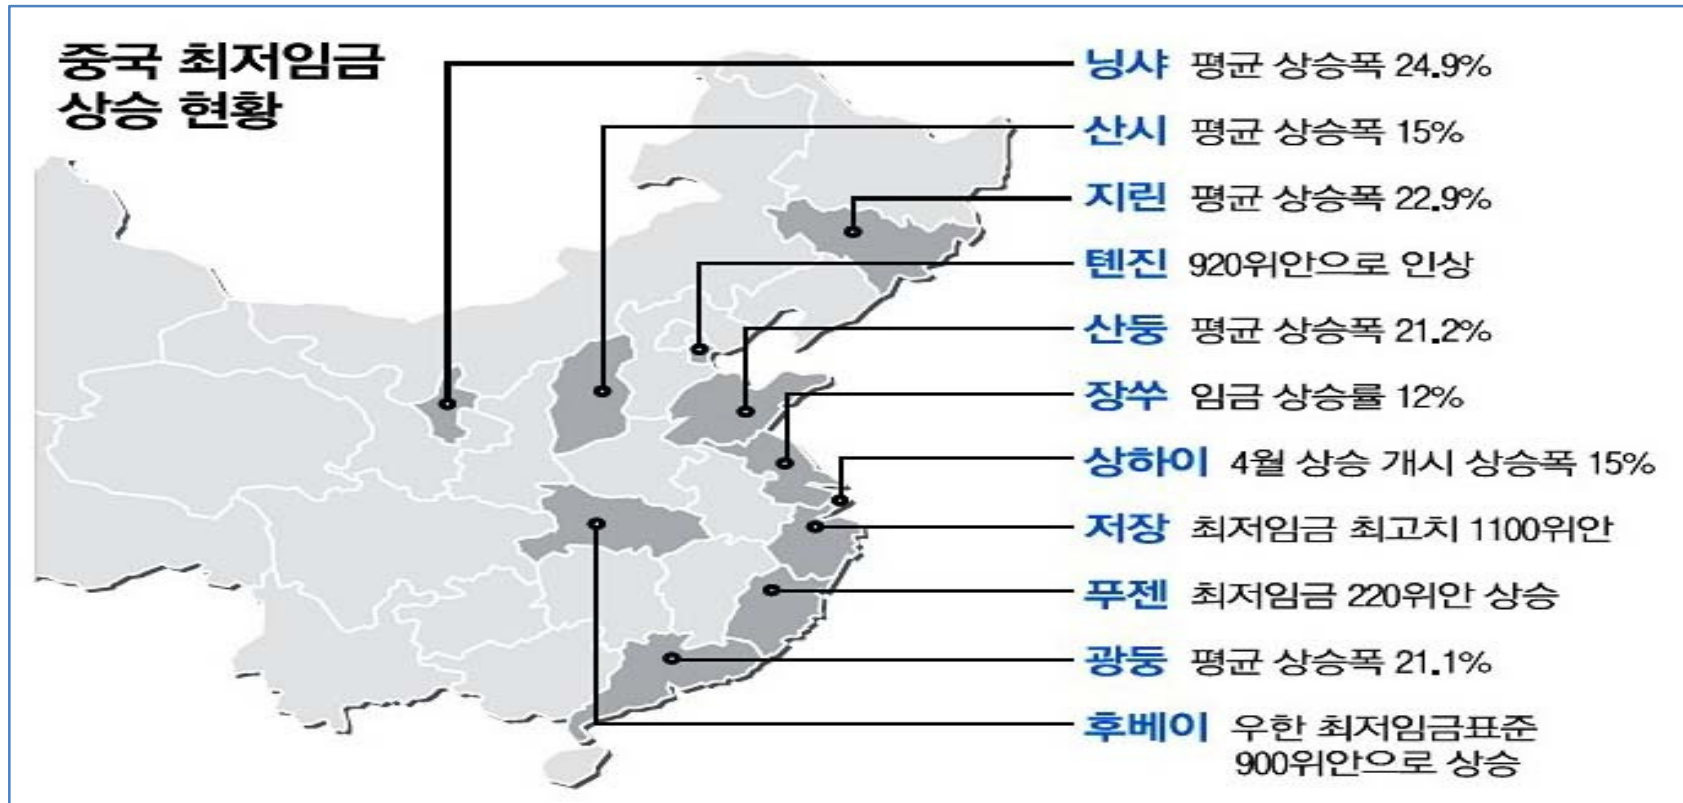 중국 최저임금
상승 현황
닝샤 평균 상승폭 24.9%
산시 평균 상승폭 15%
지린 평균 상승폭 22.9%
톈진 920위안으로 인상
산둥 평균 상승폭 21.2%
장쑤 임금 상승률 12%
상하이 4월 상승 개시 상승폭 15%
저장 최저임금 최고치 1100위안
푸젠 최저임금 220위안 상승
광둥 평균 상승폭 21.1%
후베이 우한 최저임금표준
900위안으로 상승